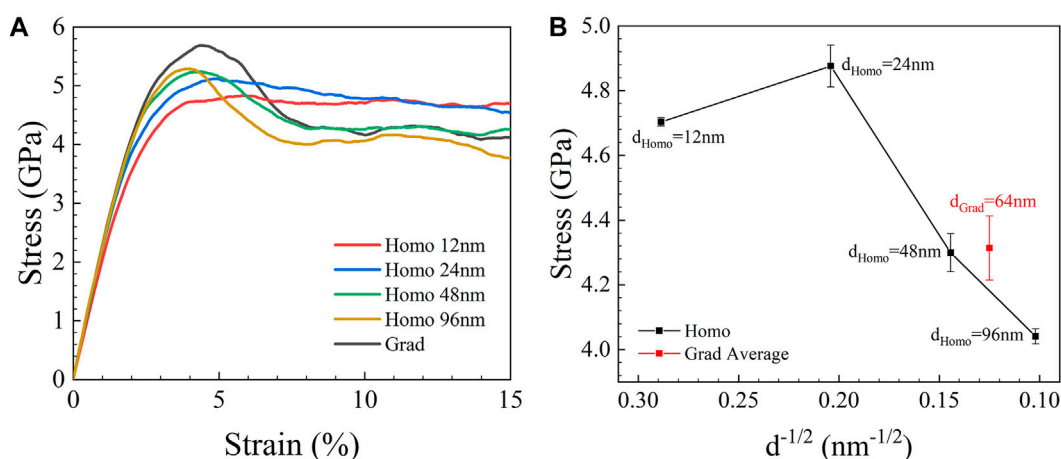 A
Stress (GPa)
6
5
4
3
2
1
0
Homo 12nm
Homo 24nm
Homo 48nm
Homo 96nm
Grad
0
5
10
15
Strain (%)
B
Stress (GPa)
5.0
4.8
4.6
4.4
4.2
4.0
dHomo=24nm
dHomo=12nm
dGrad=64nm
dHomo=48nm
dHomo=96nm
Homo
Grad Average
0.30
0.25
0.20
0.15
0.10
d-1/2 (nm-1/2)